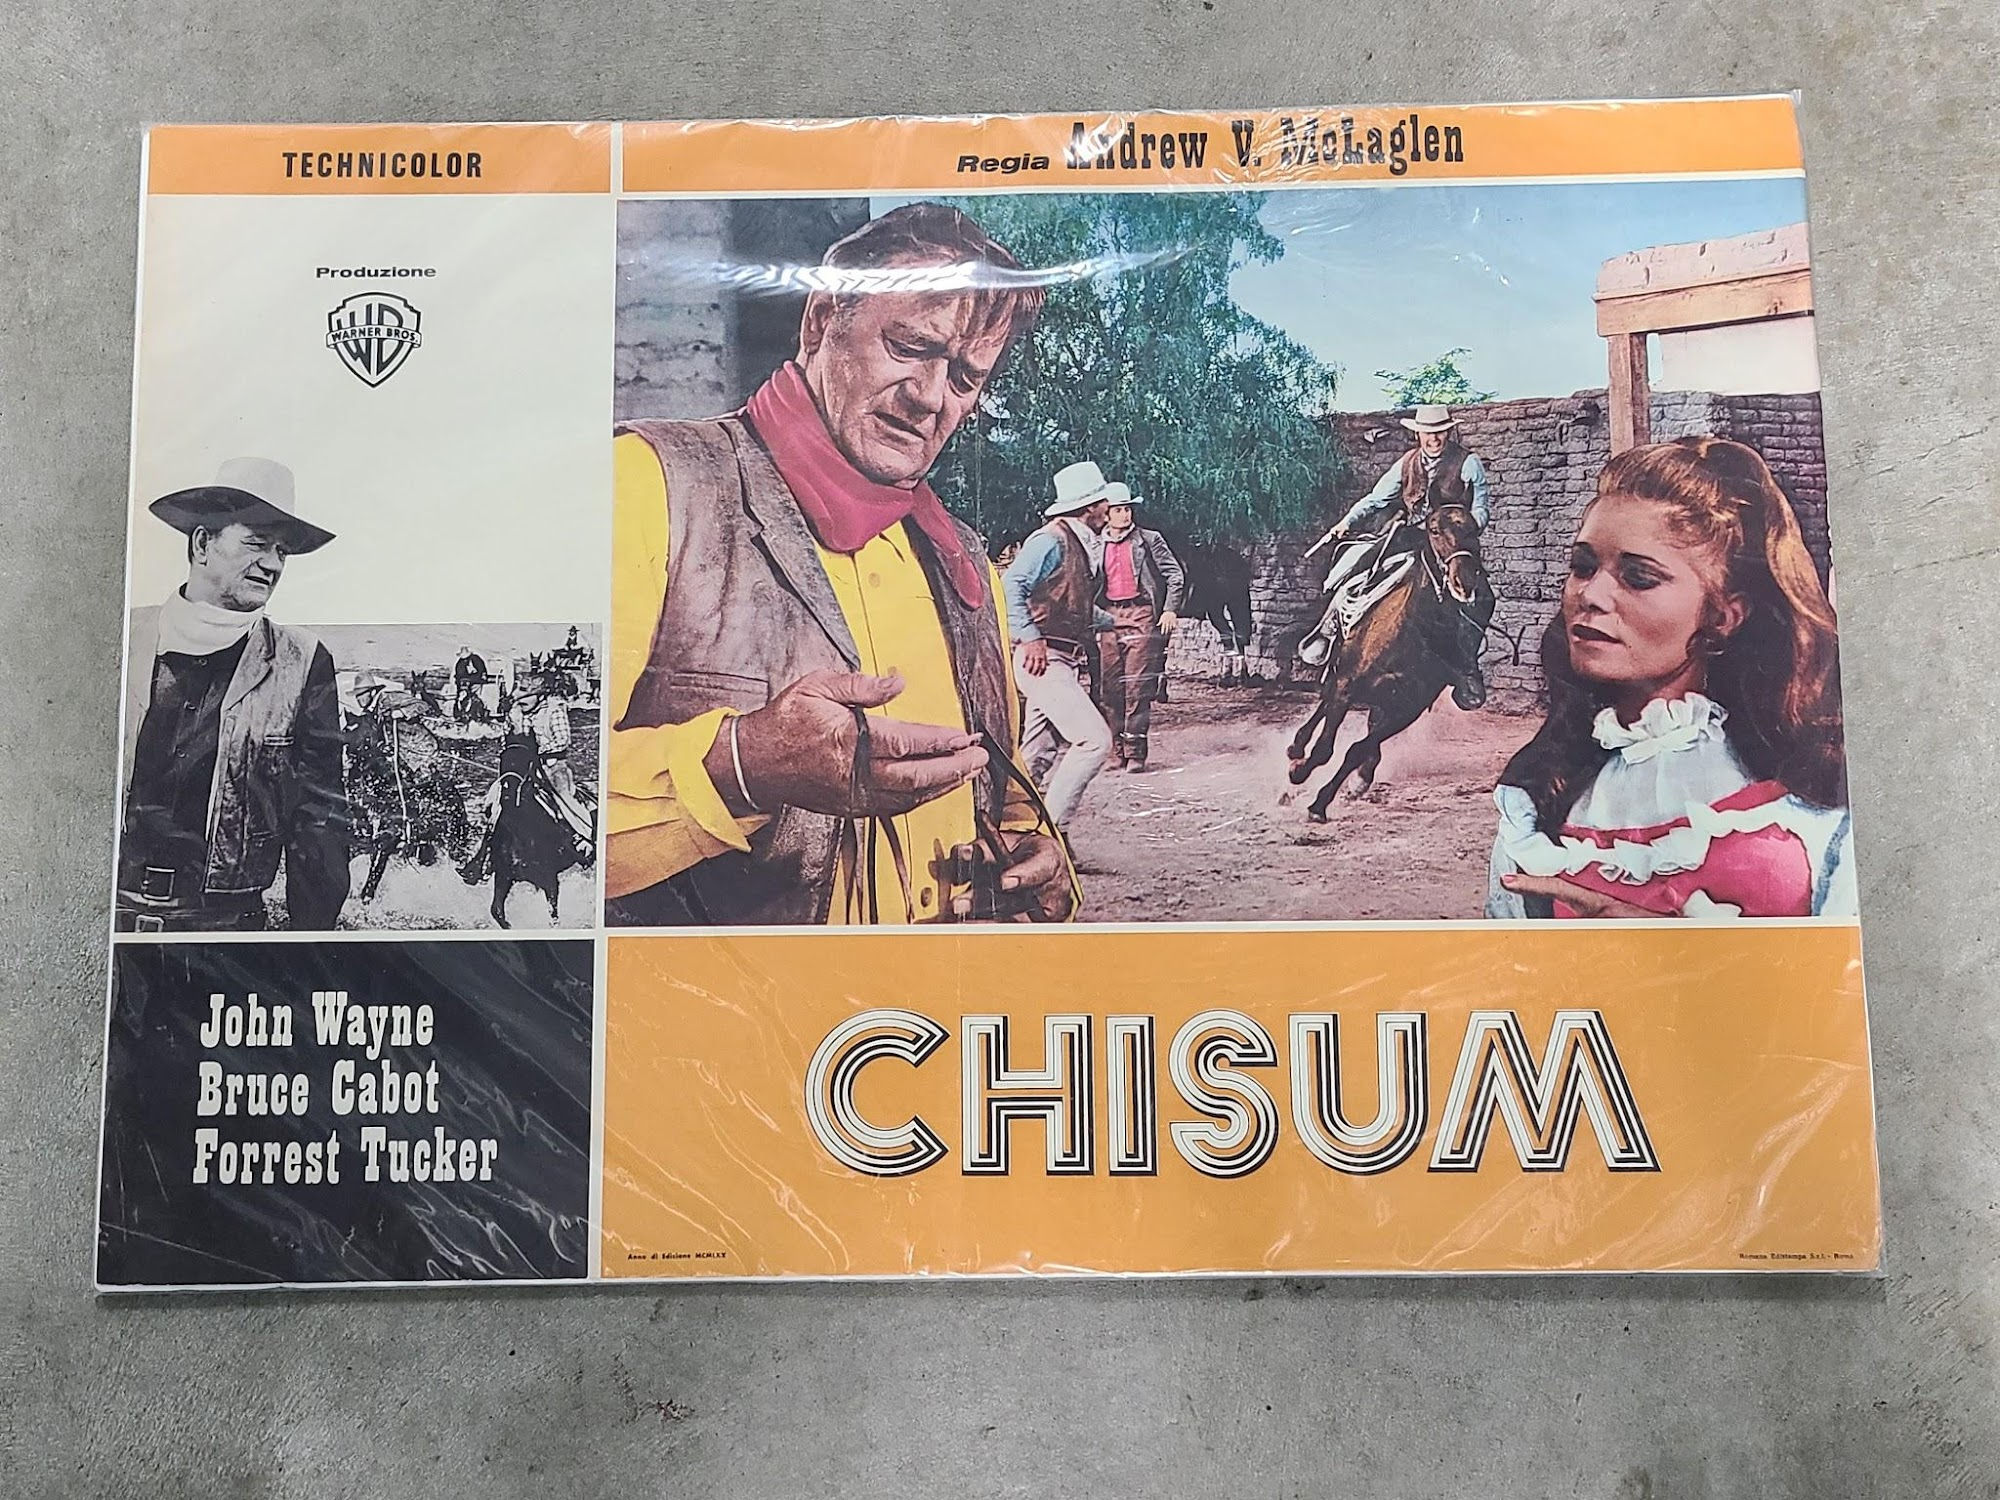 TECHNICOLOR
Regia Andrew V. McLaglen
Produzione
WARNER BROS.
John Wayne
Bruce Cabot
Forrest Tucker
CHISUM
Anno di Edizione MCMLXX
Romana Edistampa S.r.l. - Roma